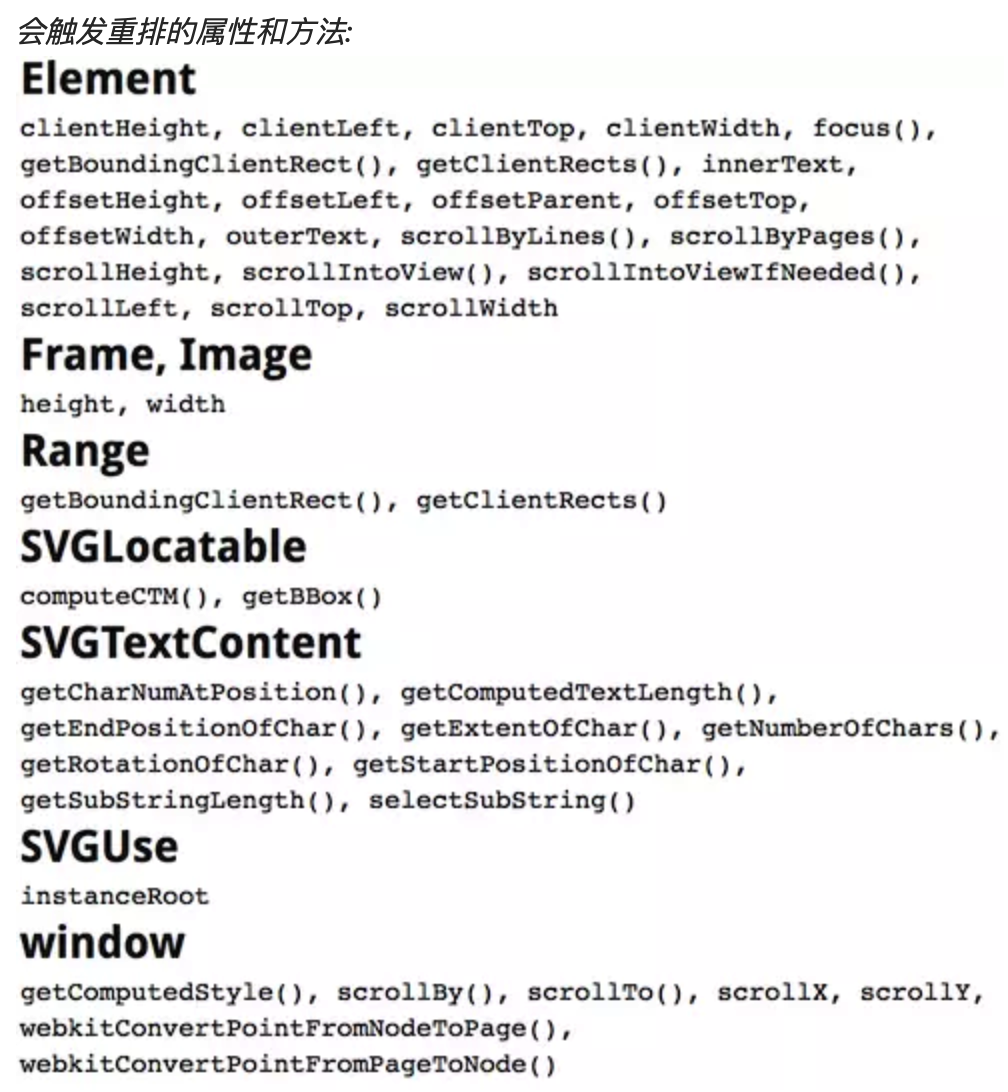 会触发重排的属性和方法:
Element
clientHeight, clientLeft, clientTop, clientWidth, focus(),
getBoundingClientRect(), getClientRects(), innerText,
offsetHeight, offsetLeft, offsetParent, offsetTop,
offsetWidth, outerText, scrollByLines(), scrollByPages(),
scrollHeight, scrollIntoView(), scrollIntoViewIfNeeded(),
scrollLeft, scrollTop, scrollWidth
Frame, Image
height, width
Range
getBoundingClientRect(), getClientRects()
SVGLocatable
computeCTM(), getBBox()
SVGTextContent
getCharNumAtPosition(), getComputedTextLength(),
getEndPositionOfChar(), getExtentOfChar(), getNumberOfChars(),
getRotationOfChar(), getStartPositionOfChar(),
getSubStringLength(), selectSubString()
SVGUse
instanceRoot
window
getComputedStyle(), scrollBy(), scrollTo(), scrollX, scrollY,
webkitConvertPointFromNodeToPage(),
webkitConvertPointFromPageToNode()